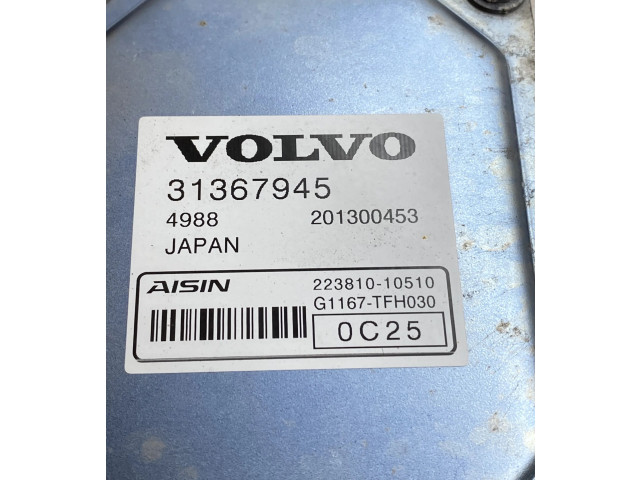 VOLVO
31367945
4988 201300453
JAPAN
AISIN 223810-10510
G1167-TFH030
0C25